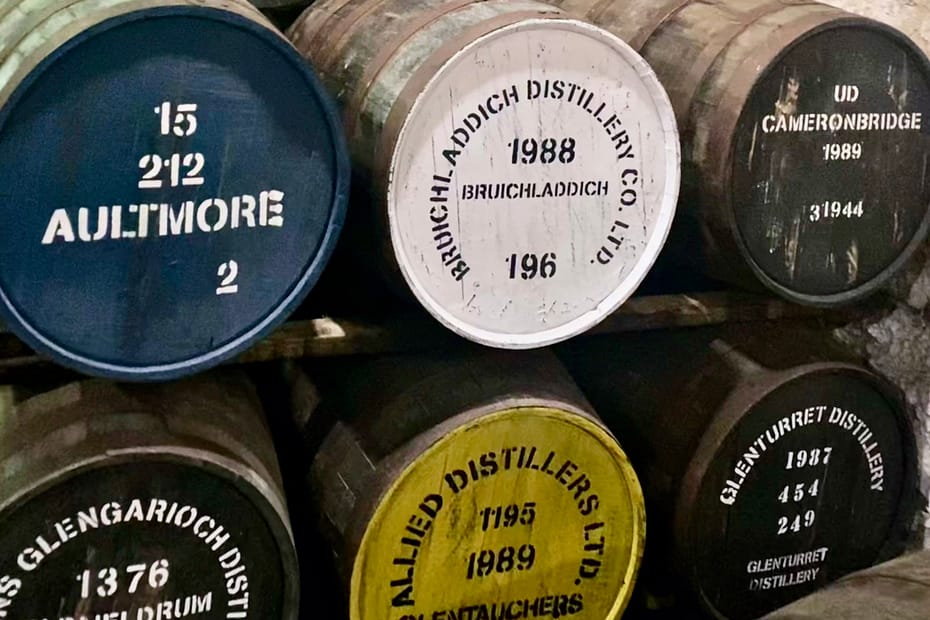 15
212
AULTMORE
2
BRUICHLADDICH DISTILLERY CO. LTD.
1988
BRUICHLADDICH
196
UD
CAMERONBRIDGE
1989
31944
GLENGARIOCH
1376
ALLIED DISTILLERS LTD.
1195
1989
GLENTAUCHERS
GLENTURRET DISTILLERY
1987
454
249
GLENTURRET
DISTILLERY